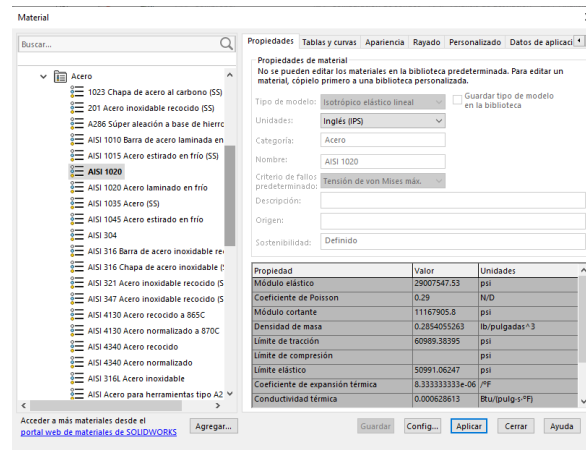 Material
Buscar...
Acero
1023 Chapa de acero al carbono (SS)
201 Acero inoxidable recocido (SS)
A286 Súper aleación a base de hierro
AISI 1010 Barra de acero laminada en
AISI 1015 Acero estirado en frío (SS)
AISI 1020
AISI 1020 Acero laminado en frío
AISI 1035 Acero (SS)
AISI 1045 Acero estirado en frío
AISI 304
AISI 316 Barra de acero inoxidable re
AISI 316 Chapa de acero inoxidable (
AISI 321 Acero inoxidable recocido (S
AISI 347 Acero inoxidable recocido (S
AISI 4130 Acero recocido a 865C
AISI 4130 Acero normalizado a 870C
AISI 4340 Acero recocido
AISI 4340 Acero normalizado
AISI 316L Acero inoxidable
AISI Acero para herramientas tipo A2
Acceder a más materiales desde el
portal web de materiales de SOLIDWORKS
Agregar...
Propiedades Tablas y curvas Apariencia Rayado Personalizado Datos de aplicaci
Propiedades de material
No se pueden editar los materiales en la biblioteca predeterminada. Para editar un
material, cópielo primero a una biblioteca personalizada.
Tipo de modelo: Isotrópico elástico lineal Guardar tipo de modelo
en la biblioteca
Unidades: Inglés (IPS)
Categoría: Acero
Nombre: AISI 1020
Criterio de fallos
predeterminado: Tensión de von Mises máx.
Descripción:
Origen:
Sostenibilidad: Definido
Propiedad Valor Unidades
Módulo elástico 29007547.53 psi
Coeficiente de Poisson 0.29 N/D
Módulo cortante 11167905.8 psi
Densidad de masa 0.2854055263 lb/pulgadas^3
Límite de tracción 60989.38395 psi
Límite de compresión psi
Límite elástico 50991.06247 psi
Coeficiente de expansión térmica 8.333333333e-06 /°F
Conductividad térmica 0.000628613 Btu/(pulg·s·°F)
Guardar Config... Aplicar Cerrar Ayuda